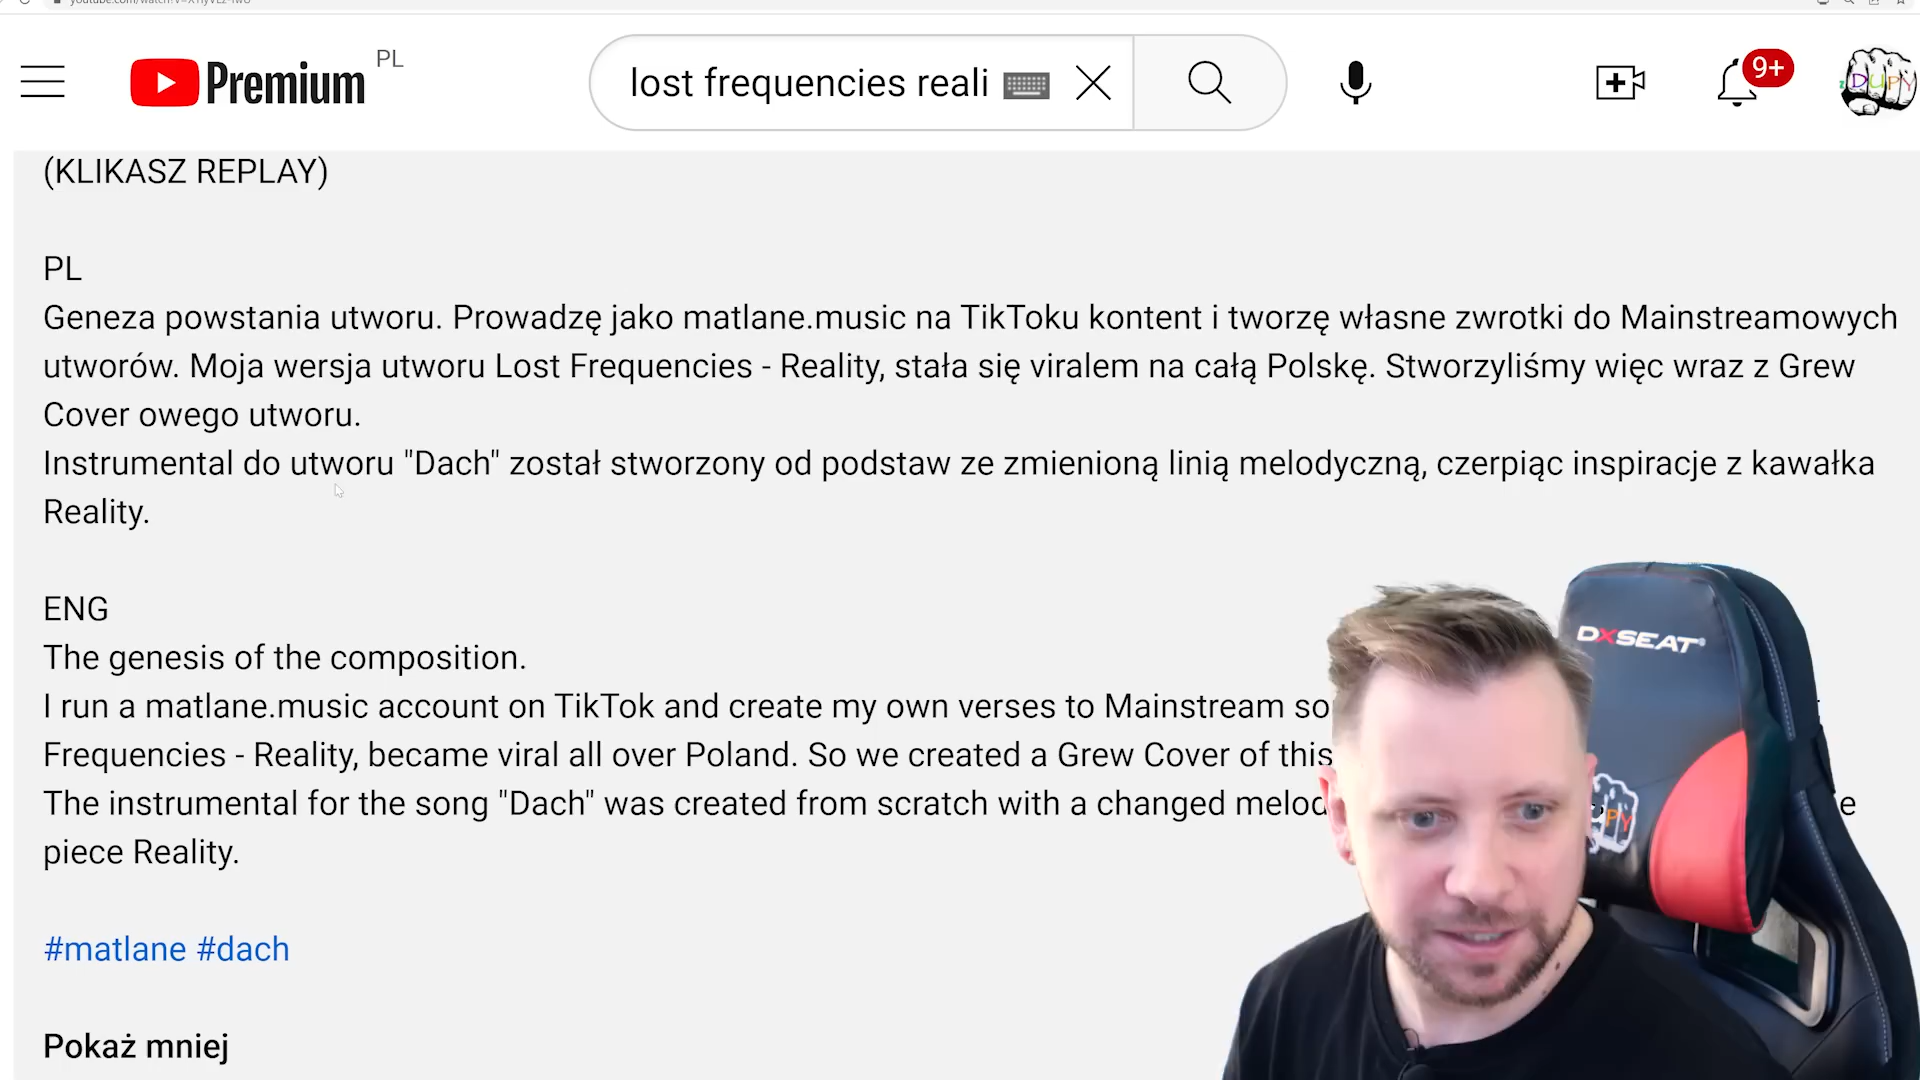 Premium
PL
lost frequencies reali
9+
(KLIKASZ REPLAY)
PL
Geneza powstania utworu. Prowadzę jako matlane.music na TikToku kontent i tworzę własne zwrotki do Mainstreamowych
utworów. Moja wersja utworu Lost Frequencies - Reality, stała się viralem na całą Polskę. Stworzyliśmy więc wraz z Grew
Cover owego utworu.
Instrumental do utworu "Dach" został stworzony od podstaw ze zmienioną linią melodyczną, czerpiąc inspiracje z kawałka
Reality.
ENG
The genesis of the composition.
I run a matlane.music account on TikTok and create my own verses to Mainstream so
Frequencies - Reality, became viral all over Poland. So we created a Grew Cover of this
The instrumental for the song "Dach" was created from scratch with a changed melod
e
piece Reality.
#matlane #dach
Pokaż mniej
DXSEAT